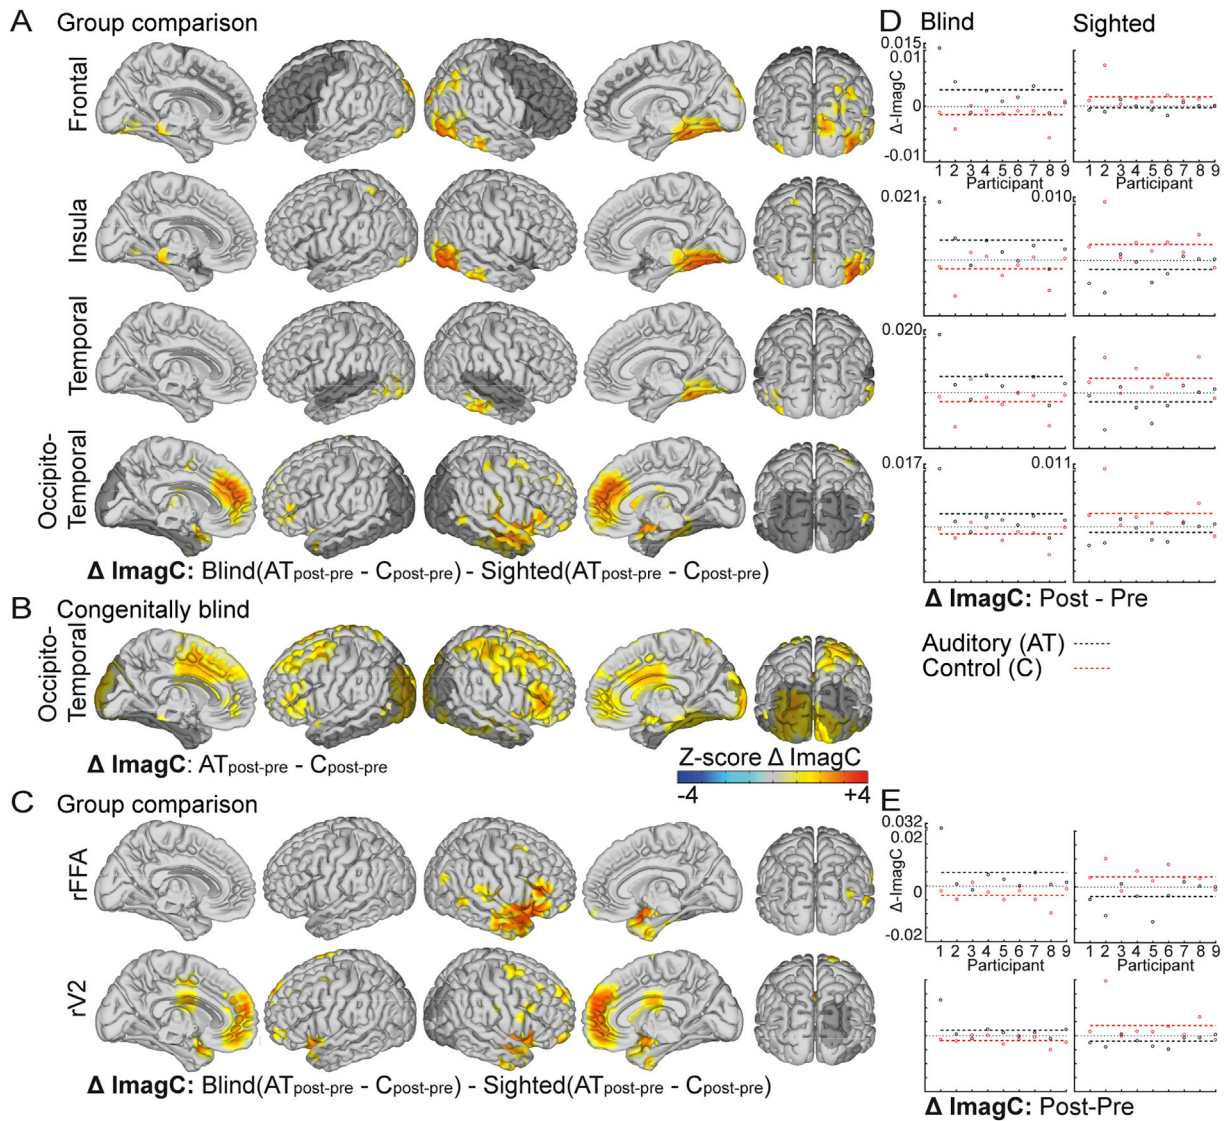 A Group comparison
Frontal
Insula
Temporal
Occipito-
Temporal
Δ ImagC: Blind(ATpost-pre - Cpost-pre) - Sighted(ATpost-pre - Cpost-pre)
B Congenitally blind
Occipito-
Temporal
Δ ImagC: ATpost-pre - Cpost-pre
Z-score Δ ImagC
-4 +4
C Group comparison
rFFA
rV2
Δ ImagC: Blind(ATpost-pre - Cpost-pre) - Sighted(ATpost-pre - Cpost-pre)
D Blind Sighted
0.015
0.01
0
-0.01
Δ-ImagC
1 2 3 4 5 6 7 8 9 1 2 3 4 5 6 7 8 9
Participant Participant
0.021 0.010
0.020
0.017 0.011
Δ ImagC: Post - Pre
Auditory (AT)
Control (C)
E
0.032
0.02
0
-0.02
Δ-ImagC
1 2 3 4 5 6 7 8 9 1 2 3 4 5 6 7 8 9
Participant Participant
Δ ImagC: Post-Pre